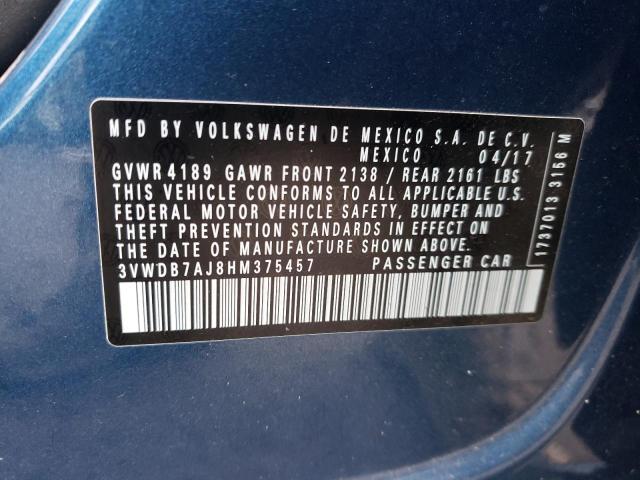 MFD BY VOLKSWAGEN DE MEXICO S.A. DE C.V.
MEXICO 04/17
GVWR 4189 GAWR FRONT 2138 / REAR 2161 LBS
THIS VEHICLE CONFORMS TO ALL APPLICABLE U.S.
FEDERAL MOTOR VEHICLE SAFETY, BUMPER AND
THEFT PREVENTION STANDARDS IN EFFECT ON
THE DATE OF MANUFACTURE SHOWN ABOVE.
3VWDB7AJ8HM375457 PASSENGER CAR
1737013 3156 M